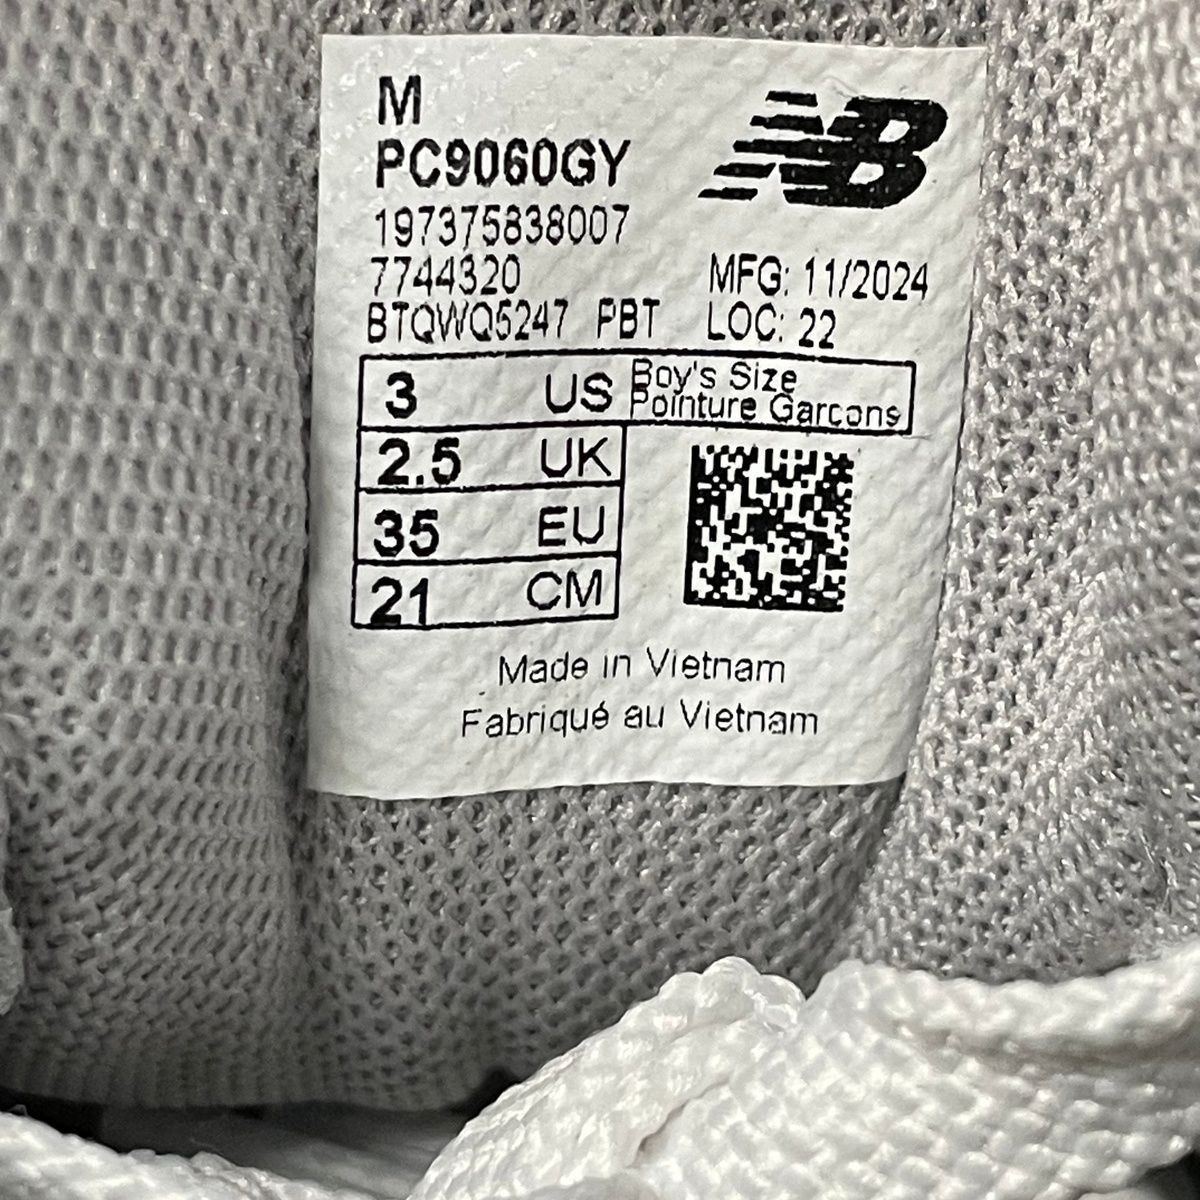 M
NB
PC9060GY
197375838007
7744320 MFG: 11/2024
BTQWQ5247 PBT LOC: 22
3 US Boy's Size
Pointure Garcons
2.5 UK
35 EU
21 CM
Made in Vietnam
Fabriqué au Vietnam